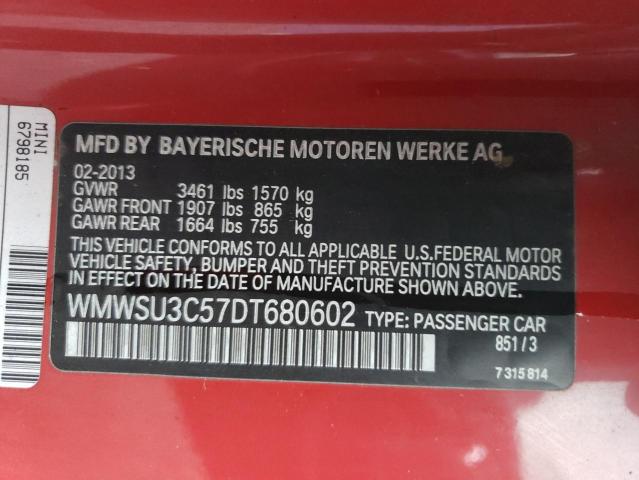 MFD BY BAYERISCHE MOTOREN WERKE AG
02-2013
GVWR 3461 lbs 1570 kg
GAWR FRONT 1907 lbs 865 kg
GAWR REAR 1664 lbs 755 kg
THIS VEHICLE CONFORMS TO ALL APPLICABLE U.S.FEDERAL MOTOR
VEHICLE SAFETY, BUMPER AND THEFT PREVENTION STANDARDS
IN EFFECT ON THE DATE OF MANUFACTURE SHOWN ABOVE.
WMWSU3C57DT680602 TYPE: PASSENGER CAR
851/3
7 315 814
MINI
6798185